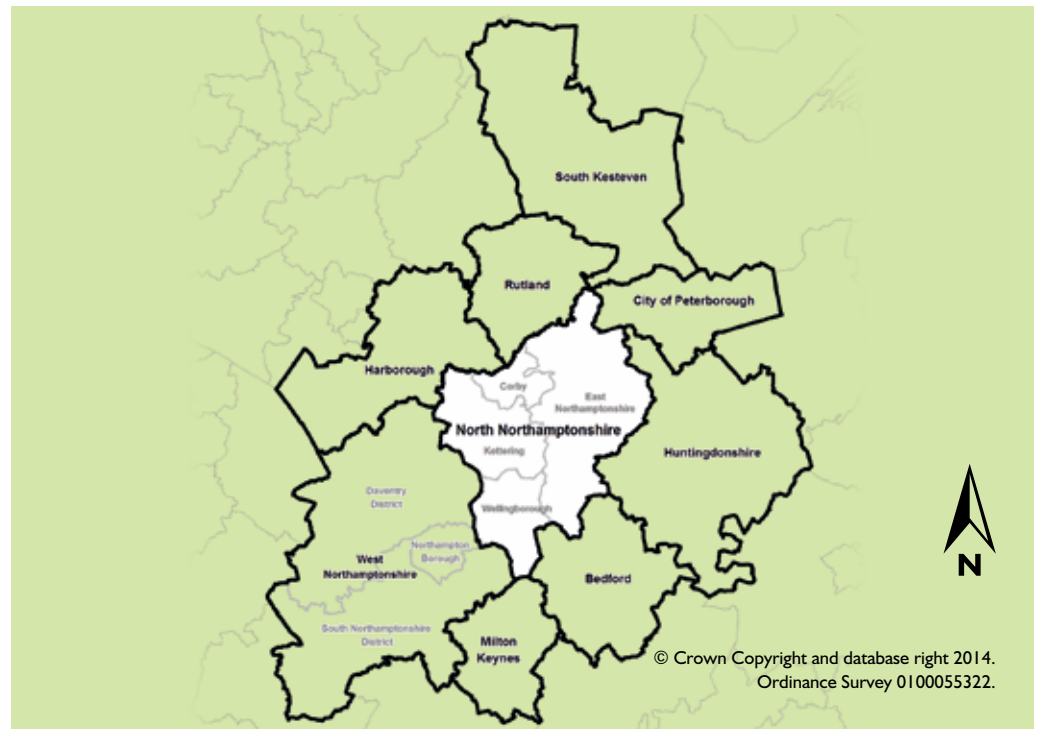 South Kesteven
Rutland
City of Peterborough
Harborough
Corby
East
Northamptonshire
North Northamptonshire
Kettering
Huntingdonshire
Daventry
District
Wellingborough
Northampton
Borough
West
Northamptonshire
Bedford
South Northamptonshire
District
Milton
Keynes
N
© Crown Copyright and database right 2014.
Ordinance Survey 0100055322.